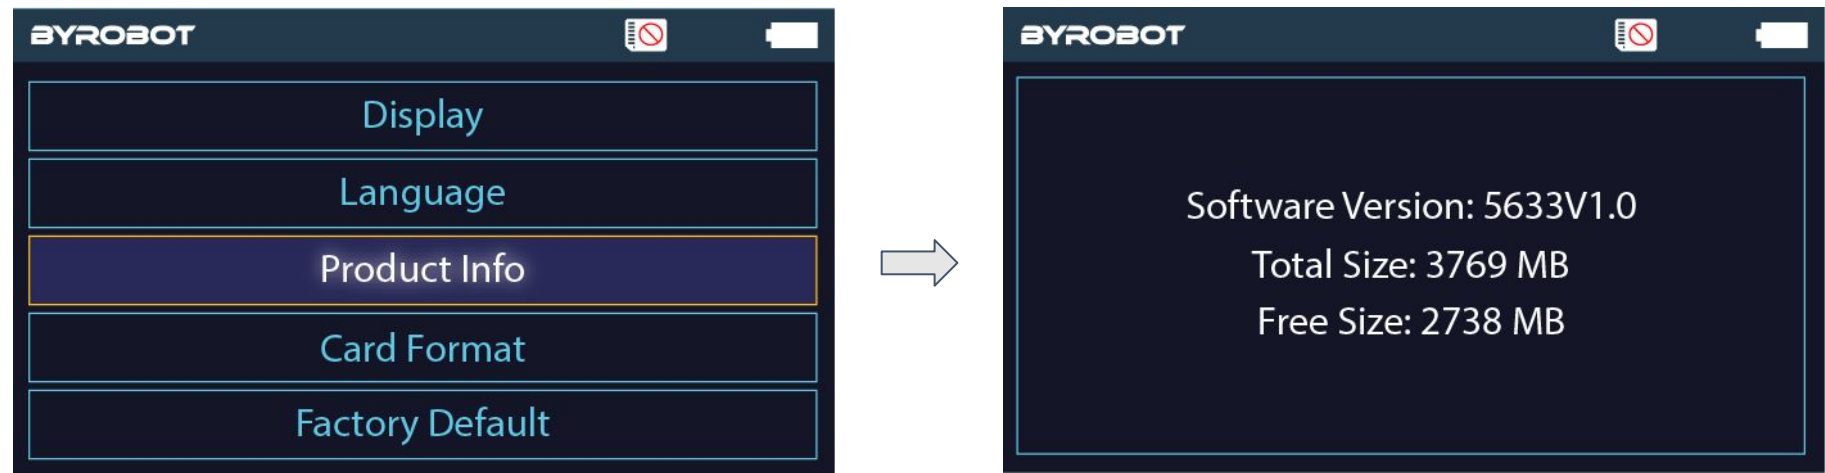 BYROBOT
Display
Language
Product Info
Card Format
Factory Default
BYROBOT
Software Version: 5633V1.0
Total Size: 3769 MB
Free Size: 2738 MB